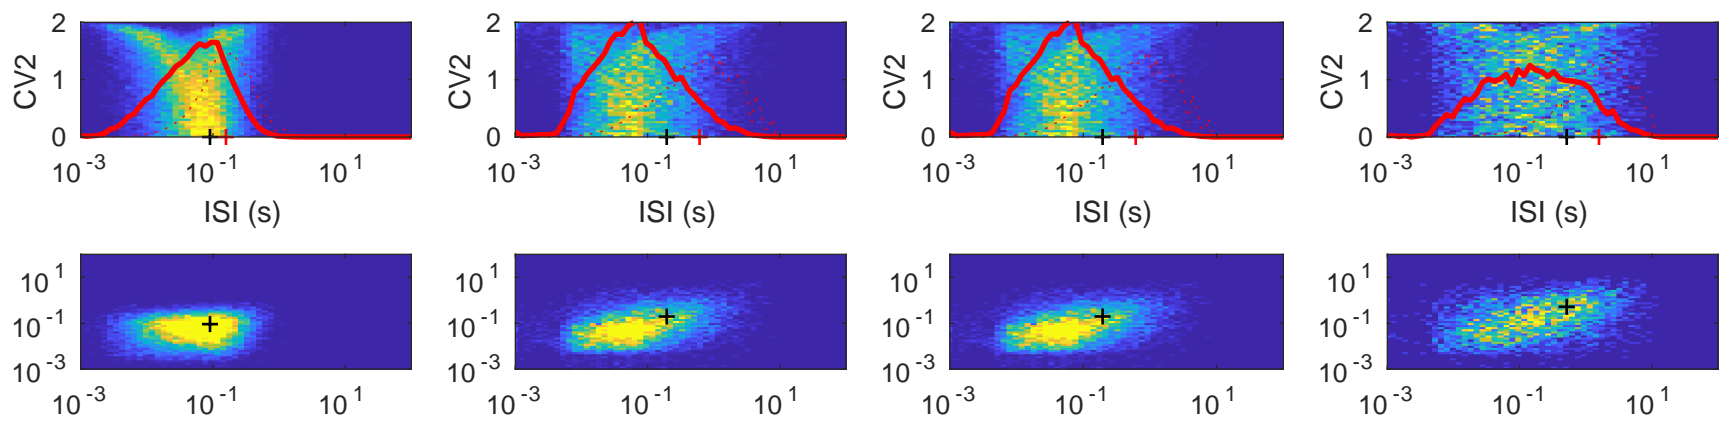 2 2 2 2
CV2 1 CV2 1 CV2 1 CV2 1
0 0 0 0
10^-3 10^-1 10^1 10^-3 10^-1 10^1 10^-3 10^-1 10^1 10^-3 10^-1 10^1
ISI (s) ISI (s) ISI (s) ISI (s)
10^1 10^1 10^1 10^1
10^-1 10^-1 10^-1 10^-1
10^-3 10^-3 10^-3 10^-3
10^-3 10^-1 10^1 10^-3 10^-1 10^1 10^-3 10^-1 10^1 10^-3 10^-1 10^1